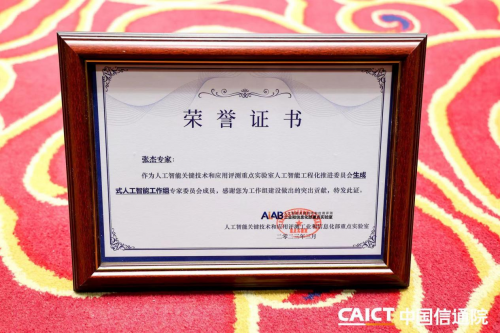 荣誉证书
张杰专家：
作为人工智能关键技术和应用评测重点实验室人工智能工程化推进委员会生成
式人工智能工作组专家委员会成员，感谢您为工作组建设做出的突出贡献，特发此证。
AIAB
人工智能关键技术和应用评测工业和信息化部重点实验室
CAICT 中国信通院